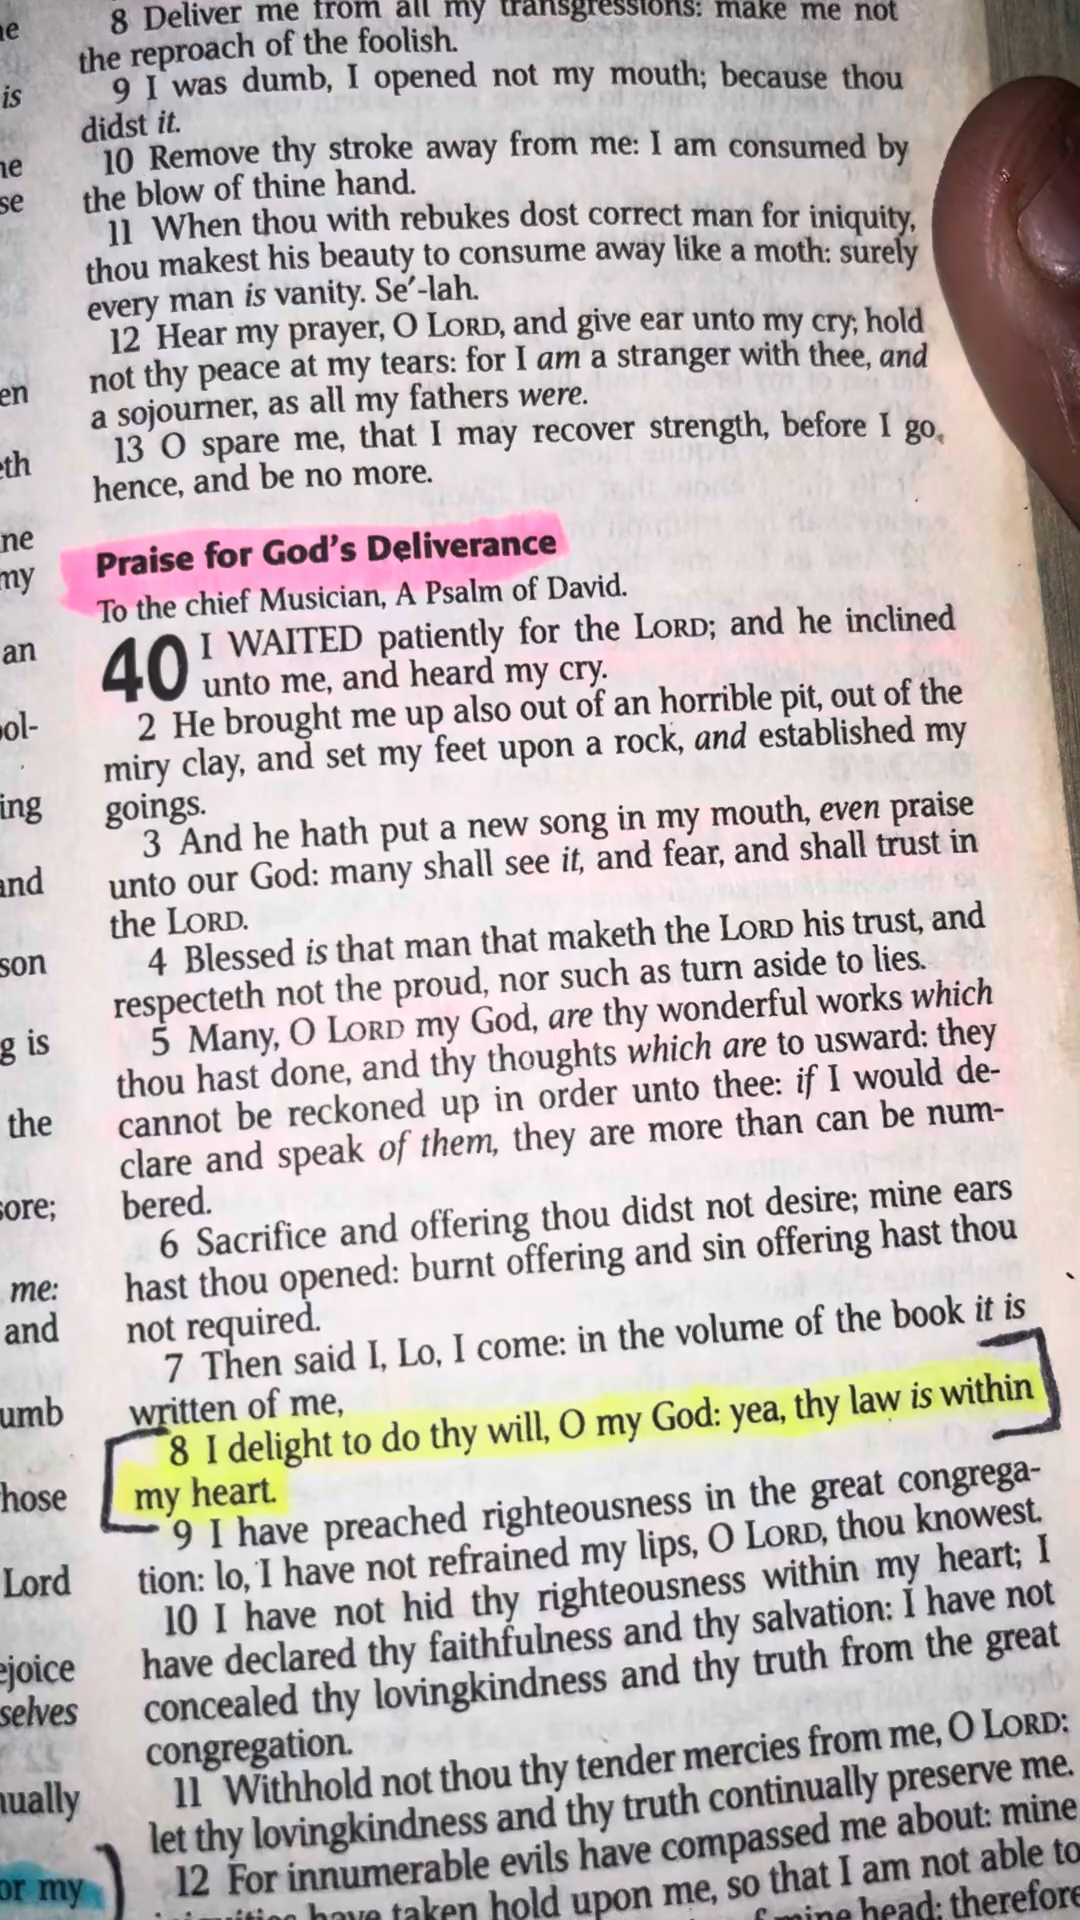 8 Deliver me from all my transgressions: make me not
the reproach of the foolish.
9 I was dumb, I opened not my mouth; because thou
didst it.
10 Remove thy stroke away from me: I am consumed by
the blow of thine hand.
11 When thou with rebukes dost correct man for iniquity,
thou makest his beauty to consume away like a moth: surely
every man is vanity. Se′-lah.
12 Hear my prayer, O LORD, and give ear unto my cry; hold
not thy peace at my tears: for I am a stranger with thee, and
a sojourner, as all my fathers were.
13 O spare me, that I may recover strength, before I go
hence, and be no more.
Praise for God's Deliverance
To the chief Musician, A Psalm of David.
40 I WAITED patiently for the LORD; and he inclined
unto me, and heard my cry.
2 He brought me up also out of an horrible pit, out of the
miry clay, and set my feet upon a rock, and established my
goings.
3 And he hath put a new song in my mouth, even praise
unto our God: many shall see it, and fear, and shall trust in
the LORD.
4 Blessed is that man that maketh the LORD his trust, and
respecteth not the proud, nor such as turn aside to lies.
5 Many, O LORD my God, are thy wonderful works which
thou hast done, and thy thoughts which are to usward: they
cannot be reckoned up in order unto thee: if I would de-
clare and speak of them, they are more than can be num-
bered.
6 Sacrifice and offering thou didst not desire; mine ears
hast thou opened: burnt offering and sin offering hast thou
not required.
7 Then said I, Lo, I come: in the volume of the book it is
written of me,
8 I delight to do thy will, O my God: yea, thy law is within
my heart.
9 I have preached righteousness in the great congrega-
tion: lo, I have not refrained my lips, O LORD, thou knowest.
10 I have not hid thy righteousness within my heart; I
have declared thy faithfulness and thy salvation: I have not
concealed thy lovingkindness and thy truth from the great
congregation.
11 Withhold not thou thy tender mercies from me, O LORD:
let thy lovingkindness and thy truth continually preserve me.
12 For innumerable evils have compassed me about: mine
have taken hold upon me, so that I am not able to
mine head: therefore
is
en
eth
ne
my
an
ol-
ing
and
son
g is
the
sore;
me:
and
umb
hose
Lord
ejoice
selves
nually
or my